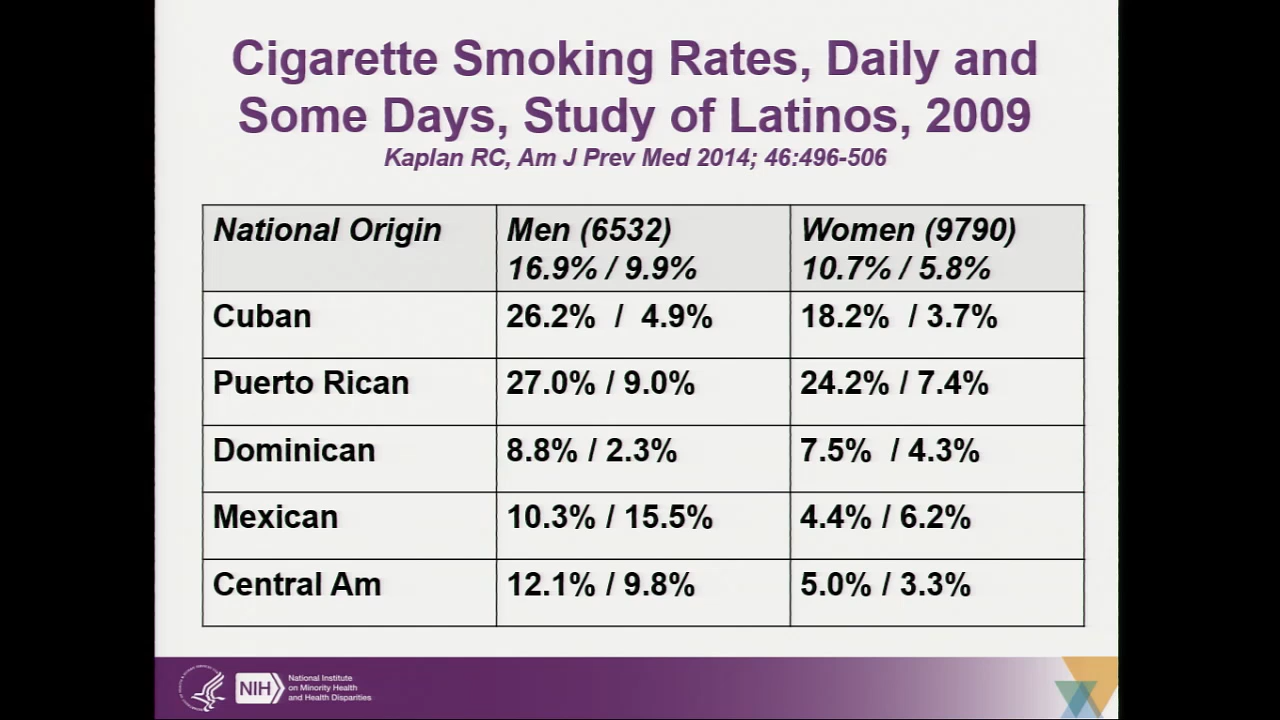 Cigarette Smoking Rates, Daily and
Some Days, Study of Latinos, 2009
Kaplan RC, Am J Prev Med 2014; 46:496-506
National Origin Men (6532) Women (9790)
16.9% / 9.9% 10.7% / 5.8%
Cuban 26.2% / 4.9% 18.2% / 3.7%
Puerto Rican 27.0% / 9.0% 24.2% / 7.4%
Dominican 8.8% / 2.3% 7.5% / 4.3%
Mexican 10.3% / 15.5% 4.4% / 6.2%
Central Am 12.1% / 9.8% 5.0% / 3.3%
NIH
National Institute
on Minority Health
and Health Disparities